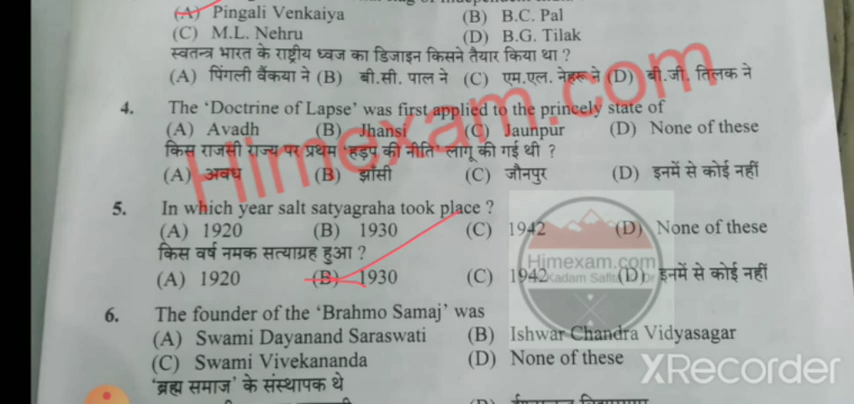 (A) Pingali Venkaiya (B) B.C. Pal
(C) M.L. Nehru (D) B.G. Tilak
स्वतन्त्र भारत के राष्ट्रीय ध्वज का डिजाइन किसने तैयार किया था ?
(A) पिंगली वैंकया ने (B) बी.सी. पाल ने (C) एम.एल. नेहरू ने (D) बी.जी. तिलक ने
4. The 'Doctrine of Lapse' was first applied to the princely state of
(A) Avadh (B) Jhansi (C) Jaunpur (D) None of these
किस राजसी राज्य पर प्रथम 'हड़प की नीति' लागू की गई थी ?
(A) अवध (B) झाँसी (C) जौनपुर (D) इनमें से कोई नहीं
5. In which year salt satyagraha took place ?
(A) 1920 (B) 1930 (C) 1942 (D) None of these
किस वर्ष नमक सत्याग्रह हुआ ?
(A) 1920 (B) 1930 (C) 1942 (D) इनमें से कोई नहीं
6. The founder of the 'Brahmo Samaj' was
(A) Swami Dayanand Saraswati (B) Ishwar Chandra Vidyasagar
(C) Swami Vivekananda (D) None of these
'ब्रह्म समाज' के संस्थापक थे
Himexam.com
Himexam.com
Kadam Safl
XRecorder